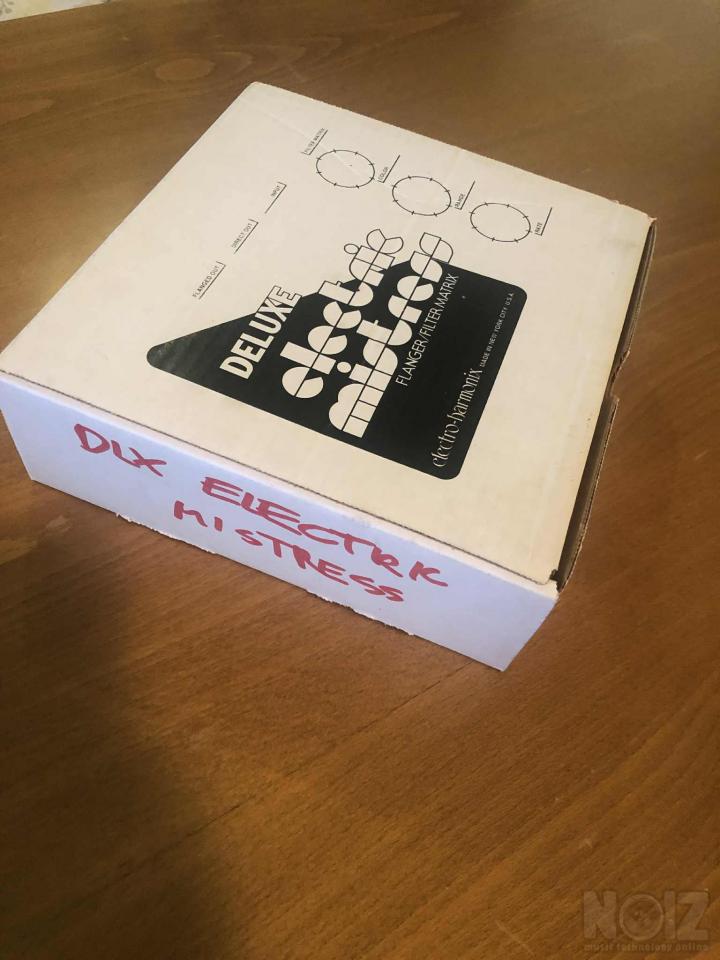 FILTER MATRIX
COLOR
RANGE
RATE
INPUT
DIRECT OUT
FLANGED OUT
DELUXE
electric
mistress
FLANGER/FILTER MATRIX
electro-harmonix MADE IN NEW YORK CITY U.S.A.
DLX ELECTRK
MISTRESS
NOIZ
music technology online